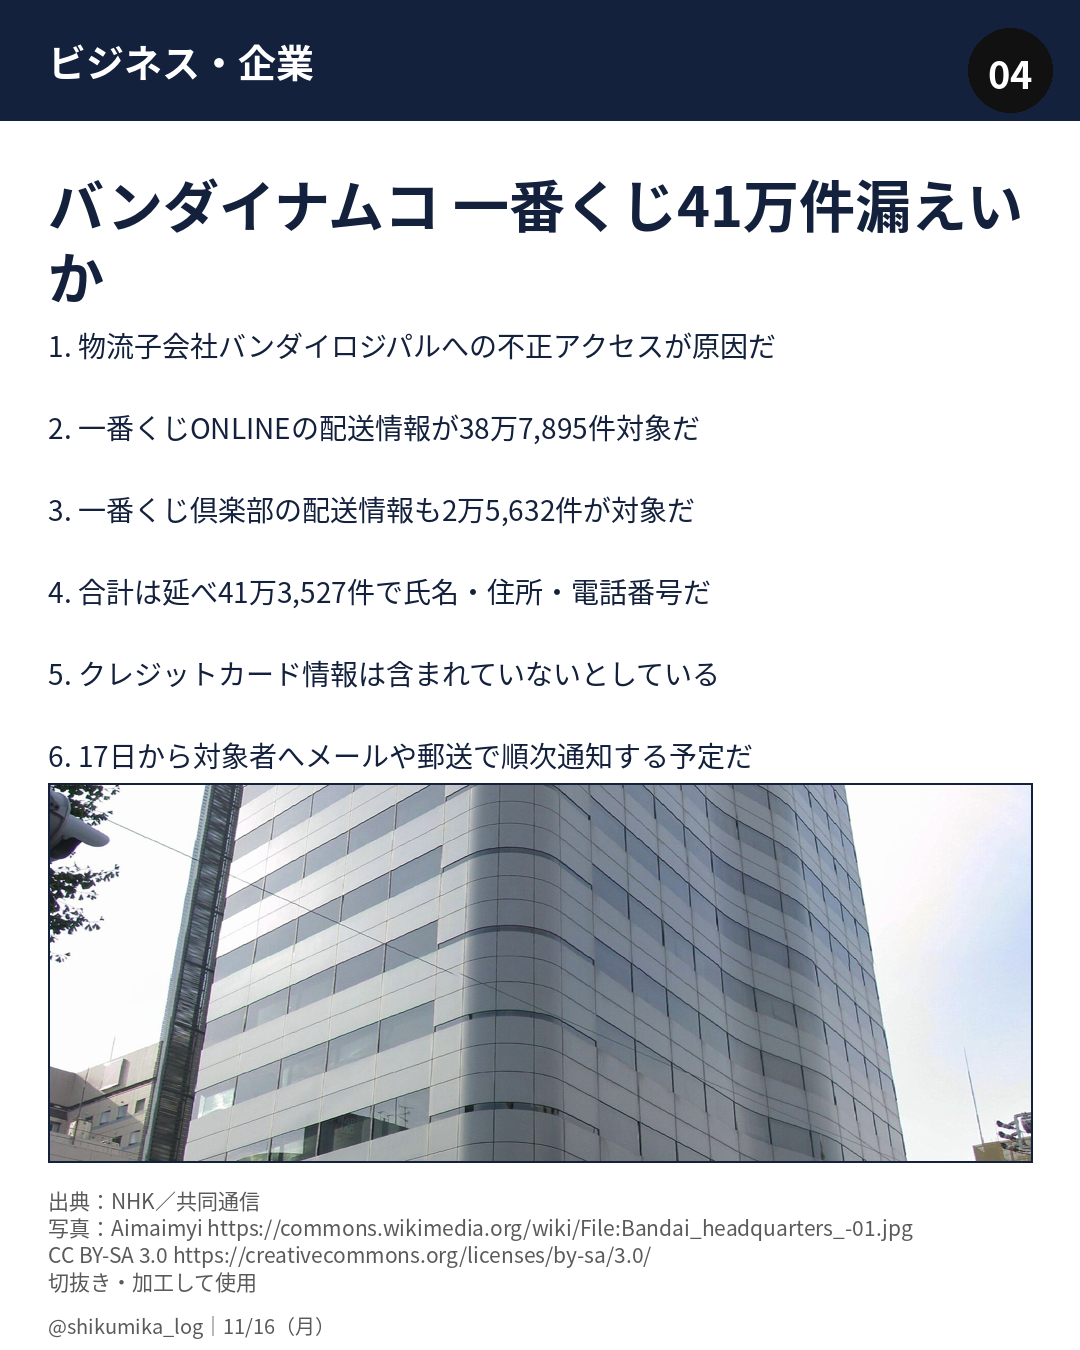 ビジネス・企業
04
バンダイナムコ 一番くじ41万件漏えい
か
1. 物流子会社バンダイロジパルへの不正アクセスが原因だ
2. 一番くじONLINEの配送情報が38万7,895件対象だ
3. 一番くじ倶楽部の配送情報も2万5,632件が対象だ
4. 合計は延べ41万3,527件で氏名・住所・電話番号だ
5. クレジットカード情報は含まれていないとしている
6. 17日から対象者へメールや郵送で順次通知する予定だ
出典：NHK／共同通信
写真：Aimaimyi https://commons.wikimedia.org/wiki/File:Bandai_headquarters_-01.jpg
CC BY-SA 3.0 https://creativecommons.org/licenses/by-sa/3.0/
切抜き・加工して使用
@shikumika_log｜11/16（月）